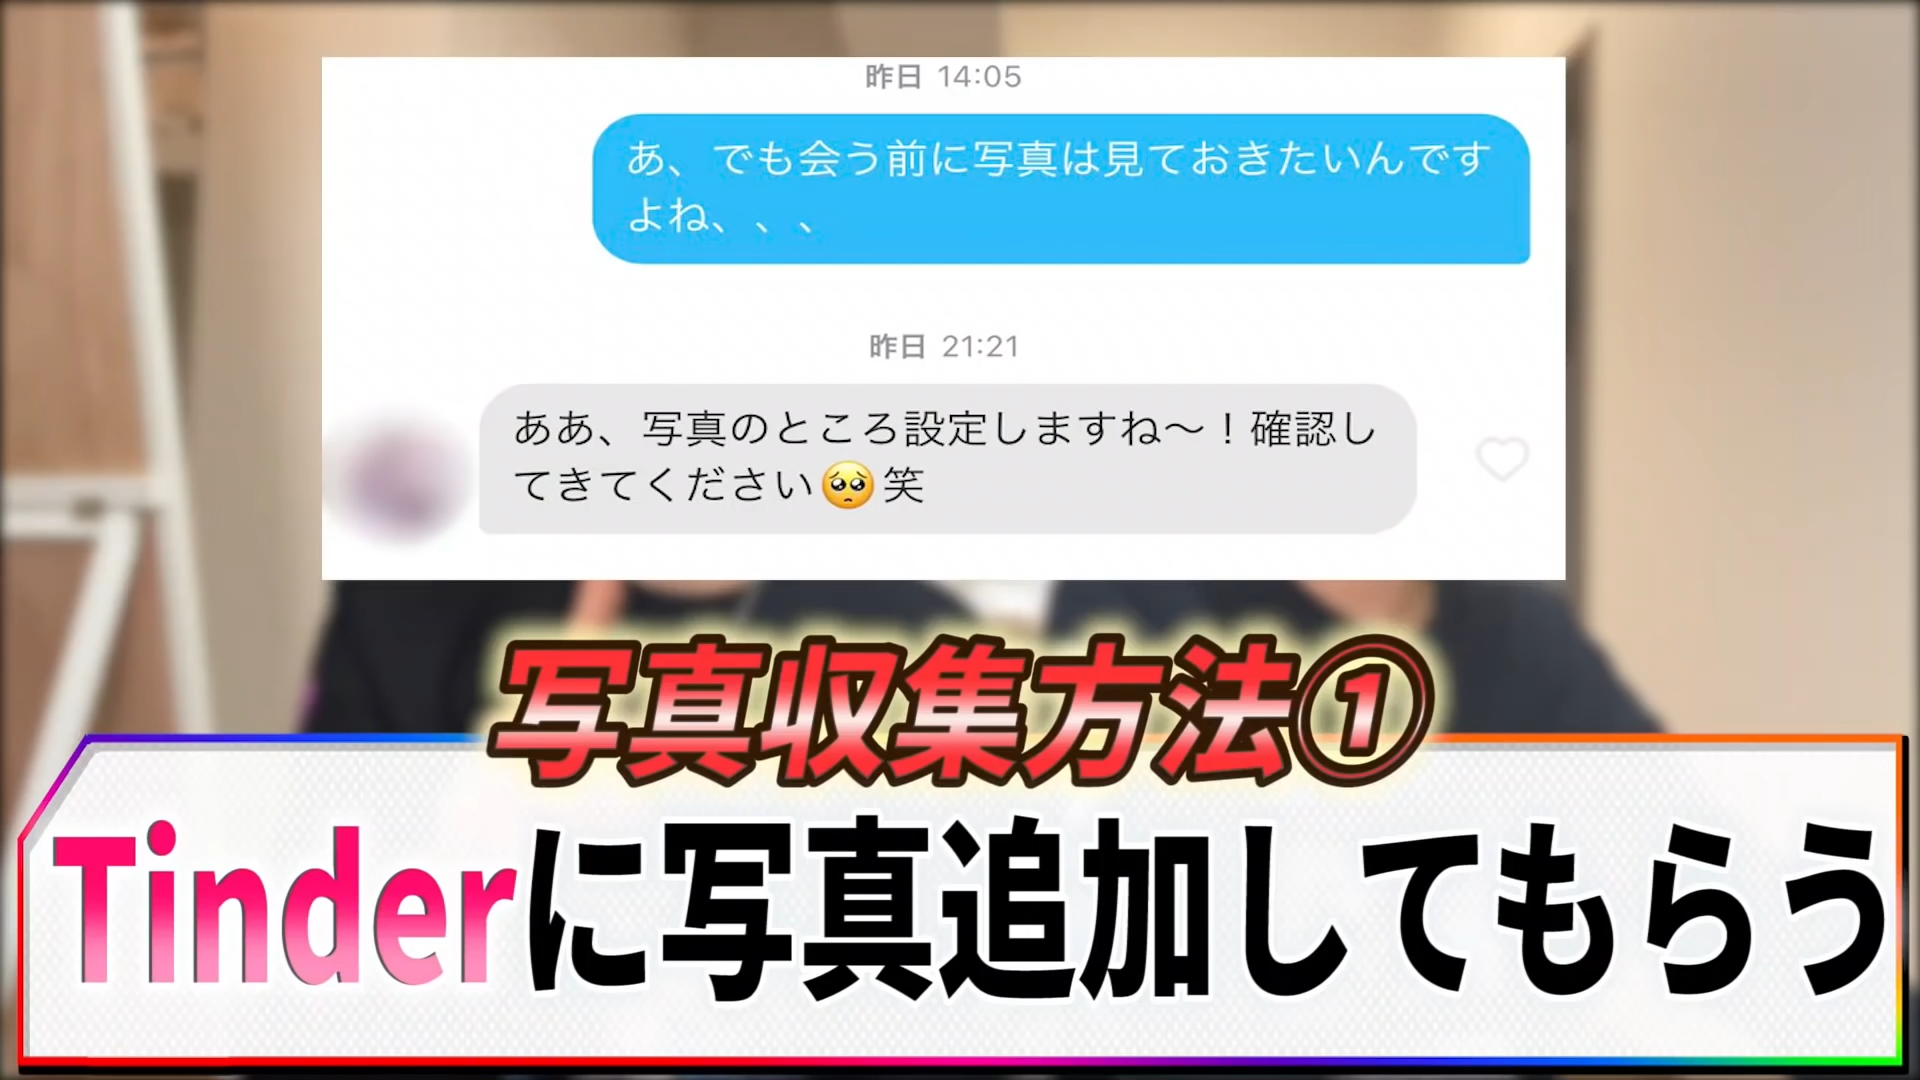 昨日 14:05
あ、でも会う前に写真は見ておきたいんです
よね、、、
昨日 21:21
ああ、写真のところ設定しますね〜！確認し
てきてください🥺笑
写真収集方法①
Tinderに写真追加してもらう